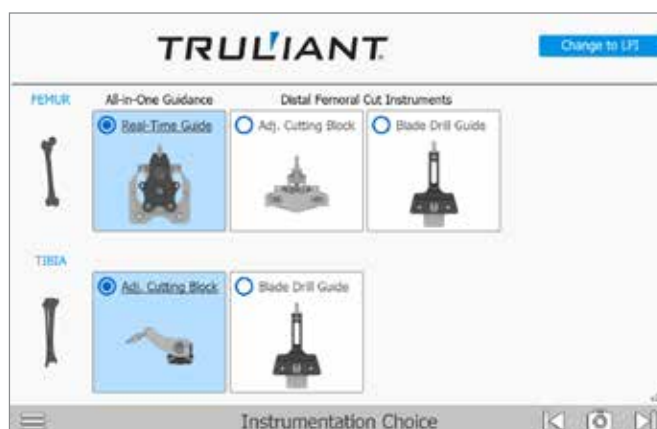 TRULIANT
Change to LPI
FEMUR
All-in-One Guidance
Distal Femoral Cut Instruments
Real-Time Guide
Adj. Cutting Block
Blade Drill Guide
TIBIA
Adj. Cutting Block
Blade Drill Guide
Instrumentation Choice